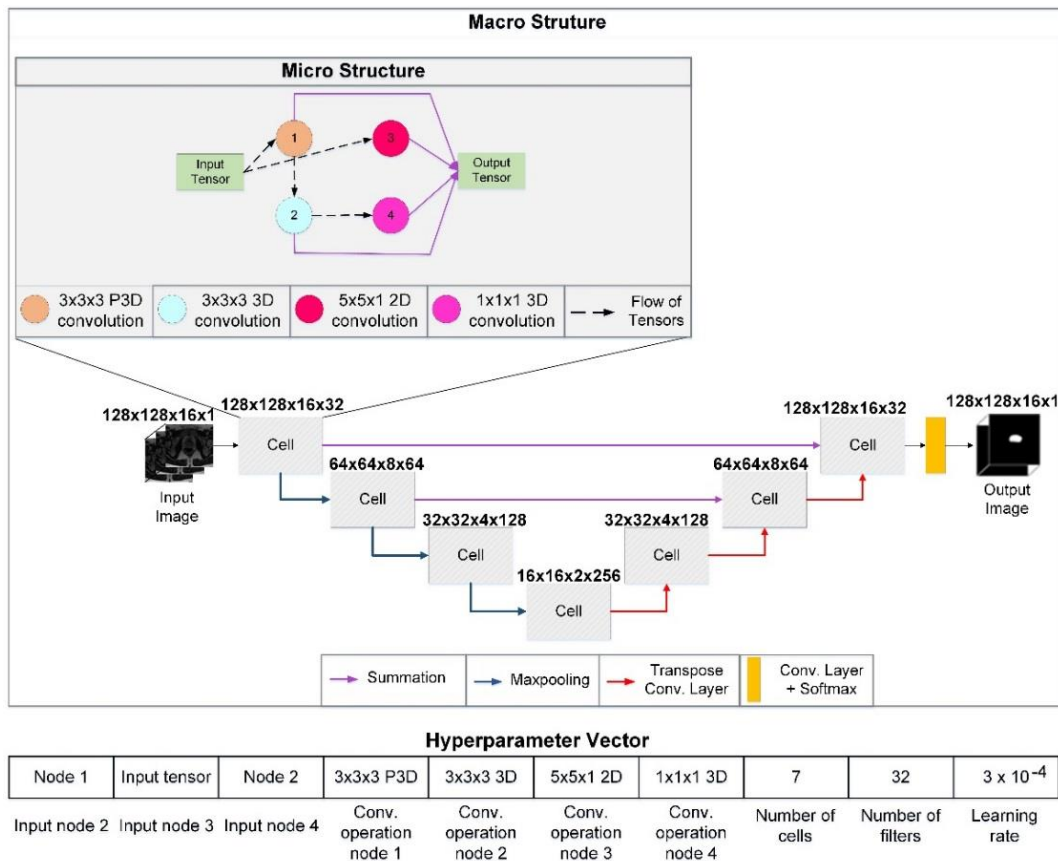 Macro Struture
Micro Structure
1
3
Input
Tensor
Output
Tensor
2
4
3x3x3 P3D
convolution
3x3x3 3D
convolution
5x5x1 2D
convolution
1x1x1 3D
convolution
Flow of
Tensors
128x128x16x1
128x128x16x32
128x128x16x32
128x128x16x1
Cell
Cell
Input
Image
Output
Image
64x64x8x64
64x64x8x64
Cell
Cell
32x32x4x128
32x32x4x128
Cell
Cell
16x16x2x256
Cell
Summation
Maxpooling
Transpose
Conv. Layer
Conv. Layer
+ Softmax
Hyperparameter Vector
Node 1
Input tensor
Node 2
3x3x3 P3D
3x3x3 3D
5x5x1 2D
1x1x1 3D
7
32
3 x 10⁻⁴
Input node 2
Input node 3
Input node 4
Conv.
operation
node 1
Conv.
operation
node 2
Conv.
operation
node 3
Conv.
operation
node 4
Number of
cells
Number of
filters
Learning
rate